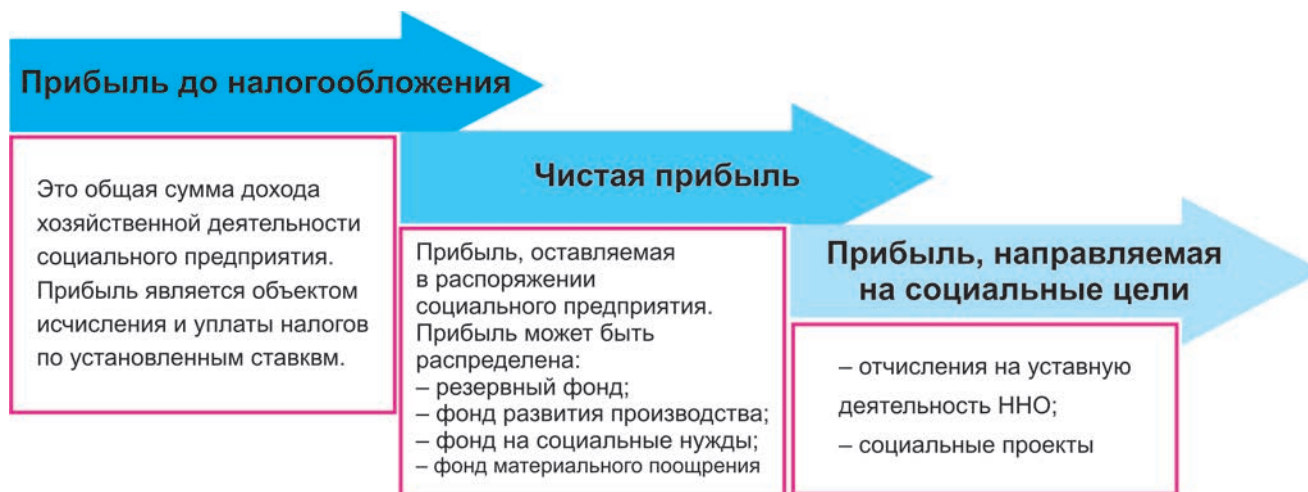 Прибыль до налогообложения
Это общая сумма дохода
хозяйственной деятельности
социального предприятия.
Прибыль является объектом
исчисления и уплаты налогов
по установленным ставквм.
Чистая прибыль
Прибыль, оставляемая
в распоряжении
социального предприятия.
Прибыль может быть
распределена:
– резервный фонд;
– фонд развития производства;
– фонд на социальные нужды;
– фонд материального поощрения
Прибыль, направляемая
на социальные цели
– отчисления на уставную
деятельность ННО;
– социальные проекты